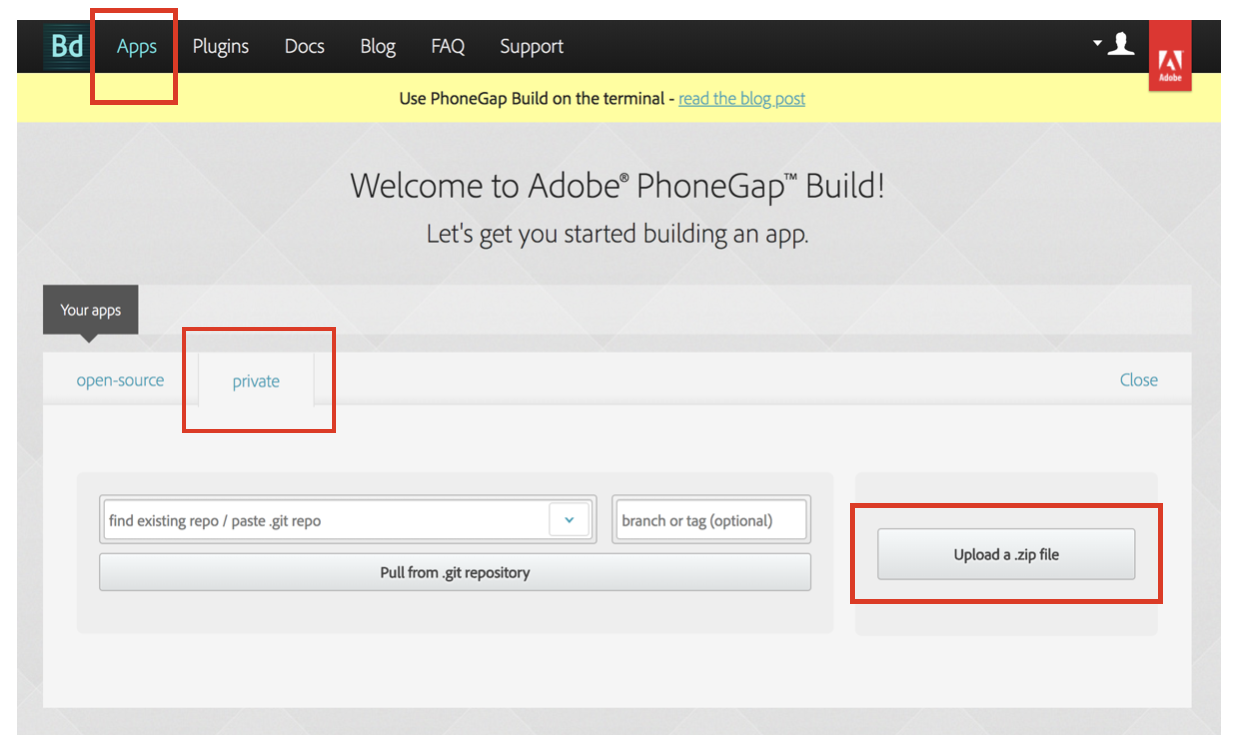 Bd Apps Plugins Docs Blog FAQ Support
Adobe
Use PhoneGap Build on the terminal - read the blog post
Welcome to Adobe® PhoneGap™ Build!
Let's get you started building an app.
Your apps
open-source private Close
find existing repo / paste .git repo branch or tag (optional)
Upload a .zip file
Pull from .git repository